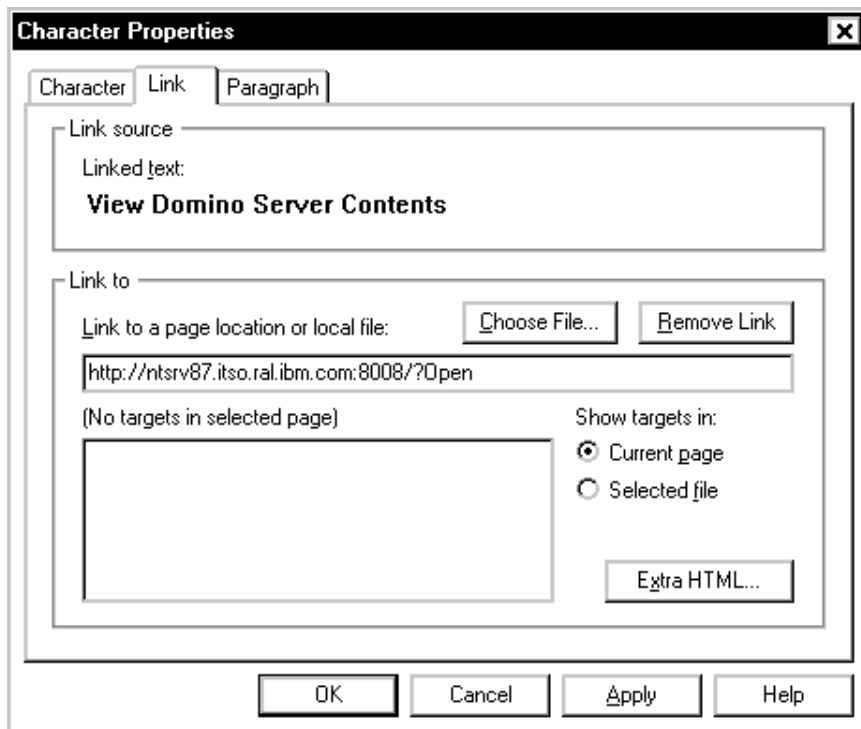 Character Properties
Character Link Paragraph
Link source
Linked text:
View Domino Server Contents
Link to
Link to a page location or local file: Choose File... Remove Link
http://ntsrv87.itso.ral.ibm.com:8008/?Open
(No targets in selected page) Show targets in:
Current page
Selected file
Extra HTML...
OK Cancel Apply Help